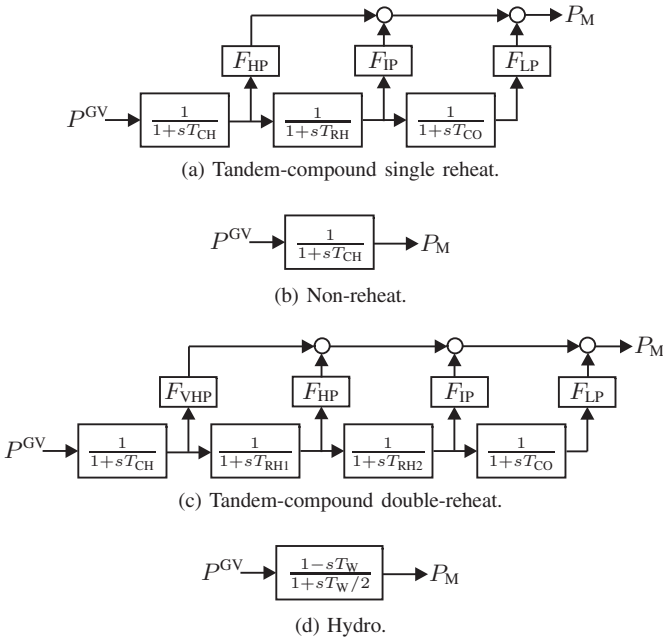 P_M
F_HP F_IP F_LP
P^GV 1/(1+sT_CH) 1/(1+sT_RH) 1/(1+sT_CO)
(a) Tandem-compound single reheat.
P^GV 1/(1+sT_CH) P_M
(b) Non-reheat.
P_M
F_VHP F_HP F_IP F_LP
P^GV 1/(1+sT_CH) 1/(1+sT_RH1) 1/(1+sT_RH2) 1/(1+sT_CO)
(c) Tandem-compound double-reheat.
P^GV (1−sT_W)/(1+sT_W/2) P_M
(d) Hydro.